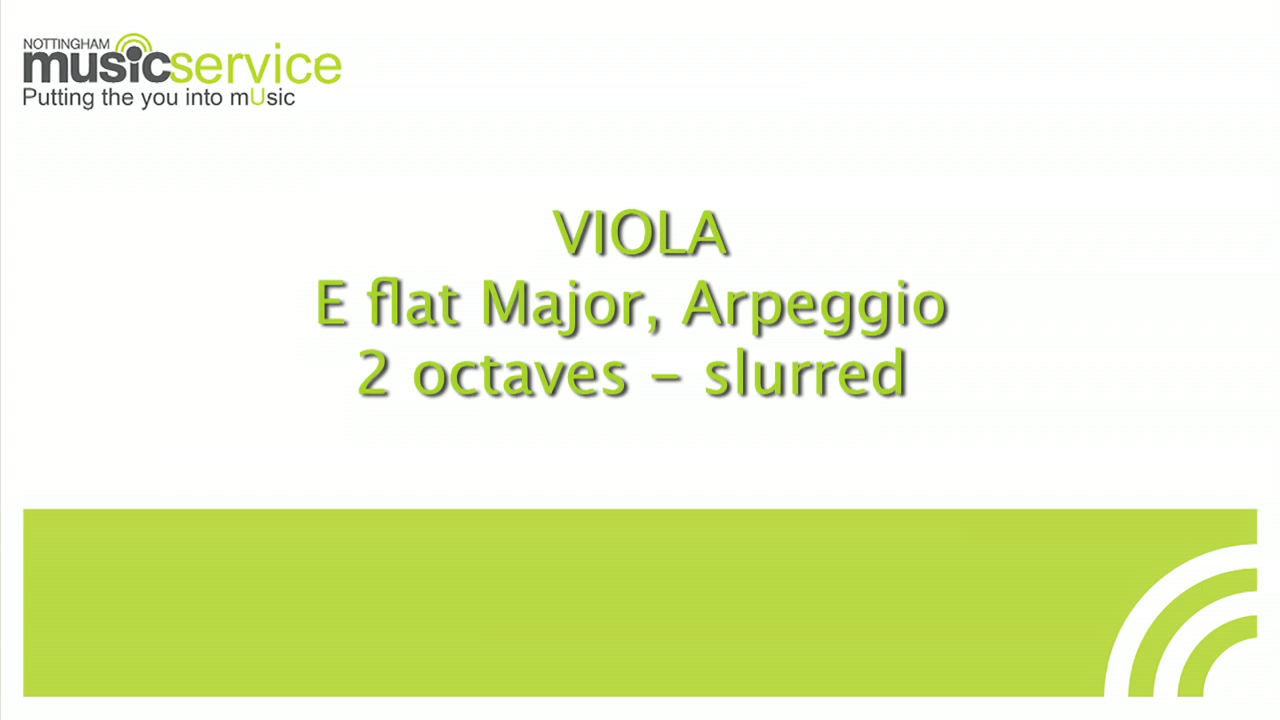 NOTTINGHAM
musicservice
Putting the you into mUsic
VIOLA
E flat Major, Arpeggio
2 octaves - slurred